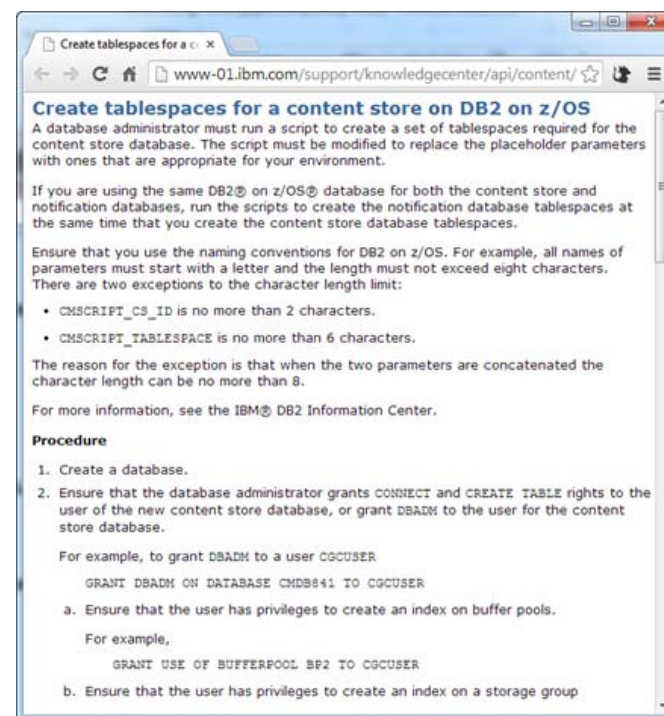 Create tablespaces for a c
www-01.ibm.com/support/knowledgecenter/api/content/
Create tablespaces for a content store on DB2 on z/OS
A database administrator must run a script to create a set of tablespaces required for the
content store database. The script must be modified to replace the placeholder parameters
with ones that are appropriate for your environment.
If you are using the same DB2® on z/OS® database for both the content store and
notification databases, run the scripts to create the notification database tablespaces at
the same time that you create the content store database tablespaces.
Ensure that you use the naming conventions for DB2 on z/OS. For example, all names of
parameters must start with a letter and the length must not exceed eight characters.
There are two exceptions to the character length limit:
• CMSCRIPT_CS_ID is no more than 2 characters.
• CMSCRIPT_TABLESPACE is no more than 6 characters.
The reason for the exception is that when the two parameters are concatenated the
character length can be no more than 8.
For more information, see the IBM® DB2 Information Center.
Procedure
1. Create a database.
2. Ensure that the database administrator grants CONNECT and CREATE TABLE rights to the
user of the new content store database, or grant DBADM to the user for the content
store database.
For example, to grant DBADM to a user CGCUSER
GRANT DBADM ON DATABASE CMDB841 TO CGCUSER
a. Ensure that the user has privileges to create an index on buffer pools.
For example,
GRANT USE OF BUFFERPOOL BP2 TO CGCUSER
b. Ensure that the user has privileges to create an index on a storage group